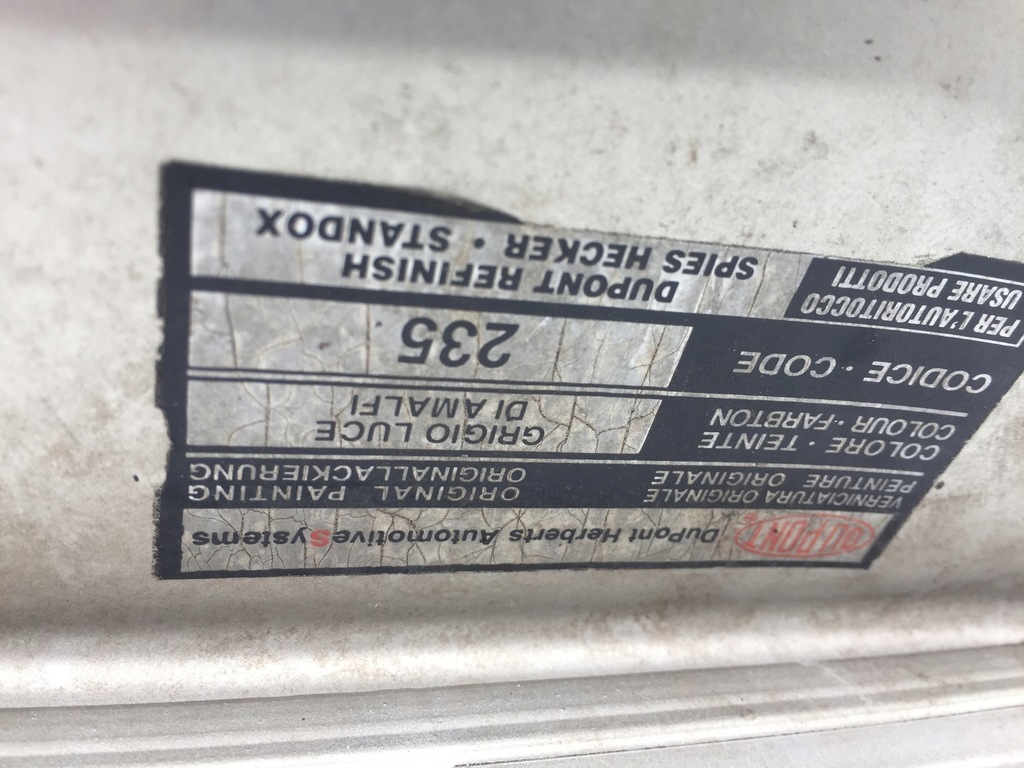 DUPONT DuPont Herberts AutomotiveSystems
VERNICIATURA ORIGINALE ORIGINAL PAINTING
PEINTURE ORIGINALE ORIGINALLACKIERUNG
COLORE · TEINTE GRIGIO LUCE
COLOUR · FARBTON DI AMALFI
CODICE · CODE 235
PER L'AUTORITOCCO DUPONT REFINISH
USARE PRODOTTI SPIES HECKER · STANDOX